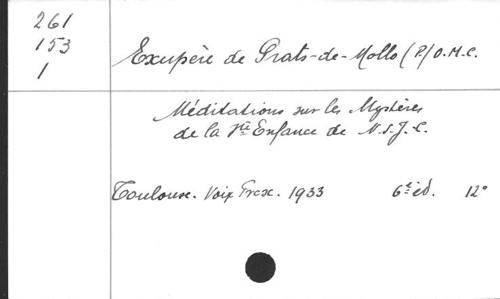 261
153
1
Exupère de Prats-de-Mollo (P.) O.M.C.
Méditations sur les Mystères
de la Ste Enfance de N.S.J.C.
Toulouse. Voix Franc. 1933 6e éd. 12°